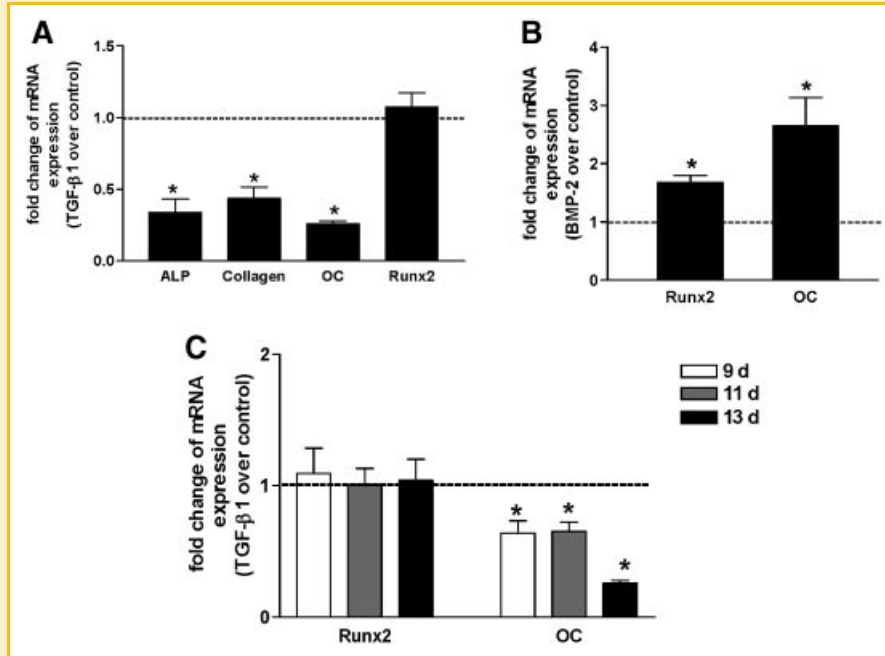 A
fold change of mRNA
expression
(TGF-β1 over control)
1.5
1.0
0.5
0.0
*
*
*
ALP Collagen OC Runx2
B
fold change of mRNA
expression
(BMP-2 over control)
4
3
2
1
0
*
*
Runx2 OC
C
fold change of mRNA
expression
(TGF-β1 over control)
2
1
0
*
*
*
Runx2 OC
9 d
11 d
13 d